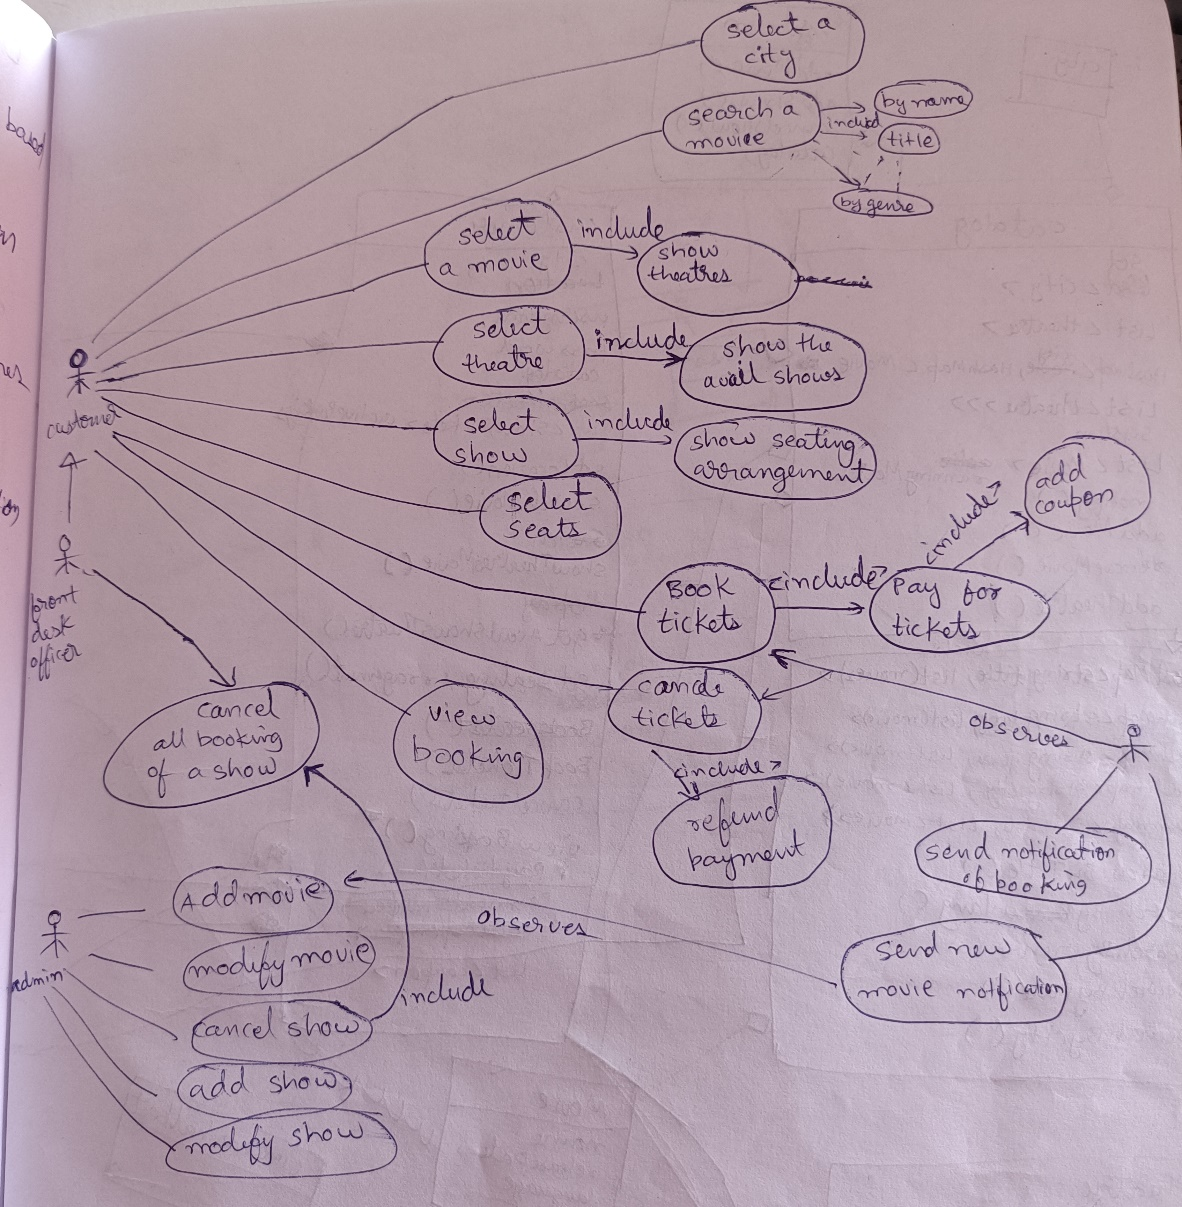 select a
city
search a
moviee
by name
title
by genre
select
a movie
include
show
theatres
select
theatre
include
show the
avail shows
customer
select
show
include
show seating
arrangement
select
seats
add
coupon
<include>
Book
tickets
<include>
Pay for
tickets
front
desk
officer
cancel
all booking
of a show
view
booking
tickets
<include>
refund
payment
observes
send notification
of booking
Add movie
observes
modify movie
send new
movie notification
admin
cancel show
include
add show
modify show